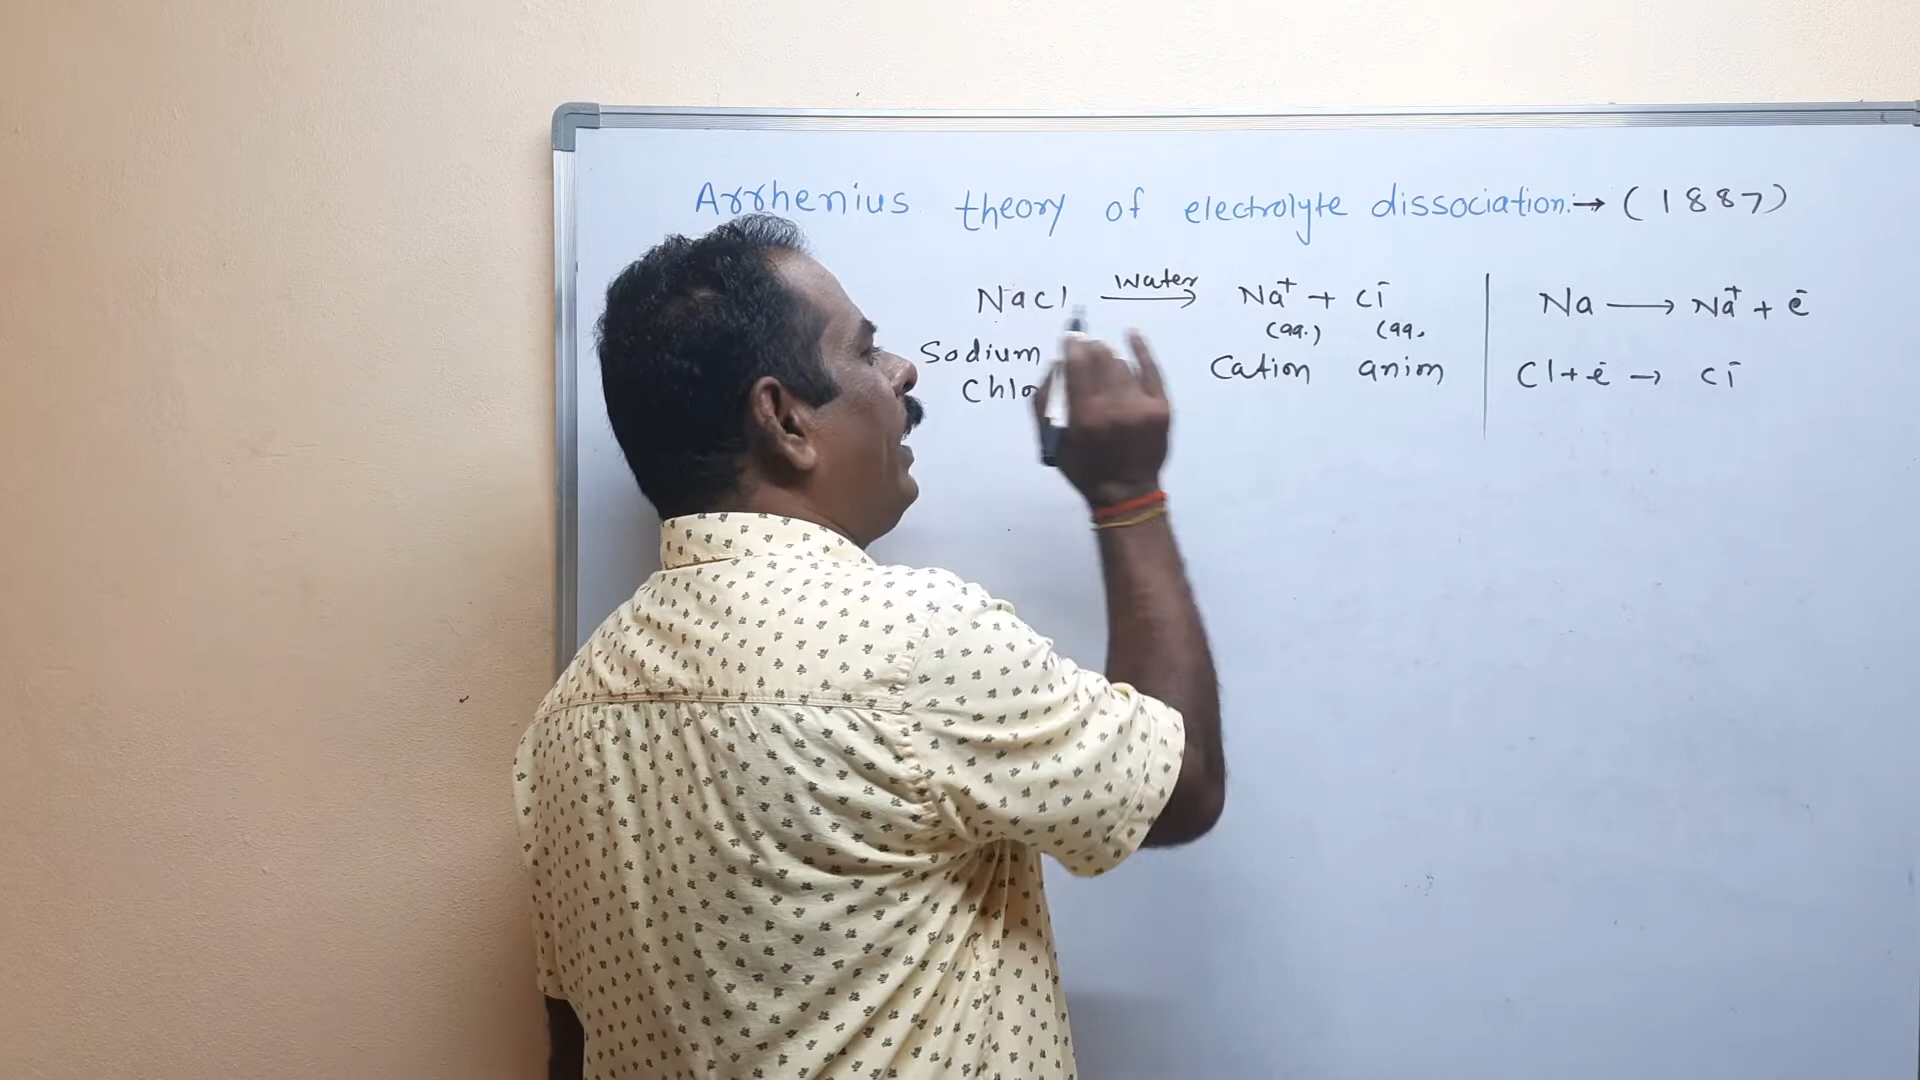 Arrhenius theory of electrolyte dissociation:→ (1887)
NaCl —Water→ Na⁺ + Cl⁻
(aq.) (aq.
Sodium
Cation anion
Na ⟶ Na⁺ + e⁻
Cl + e⁻ → Cl⁻